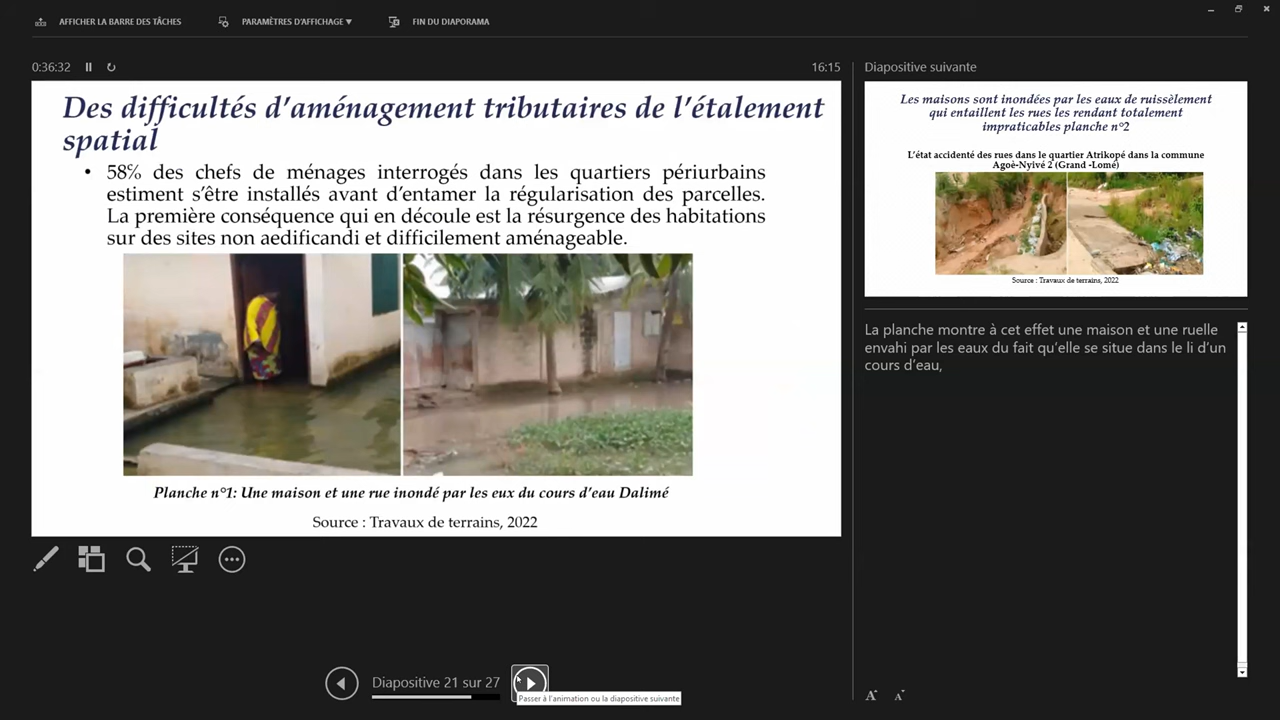 AFFICHER LA BARRE DES TÂCHES
PARAMÈTRES D'AFFICHAGE ▼
FIN DU DIAPORAMA
0:36:32
16:15
Des difficultés d'aménagement tributaires de l'étalement
spatial
• 58% des chefs de ménages interrogés dans les quartiers périurbains
estiment s'être installés avant d'entamer la régularisation des parcelles.
La première conséquence qui en découle est la résurgence des habitations
sur des sites non aedificandi et difficilement aménageable.
Planche n°1: Une maison et une rue inondé par les eux du cours d'eau Dalimé
Source : Travaux de terrains, 2022
Diapositive 21 sur 27
Passer à l'animation ou la diapositive suivante
Diapositive suivante
Les maisons sont inondées par les eaux de ruissèlement
qui entaillent les rues les rendant totalement
impraticables planche n°2
L'état accidenté des rues dans le quartier Atrikopé dans la commune
Agoè-Nyivé 2 (Grand -Lomé)
Source : Travaux de terrains, 2022
La planche montre à cet effet une maison et une ruelle
envahi par les eaux du fait qu'elle se situe dans le li d'un
cours d'eau,
A A